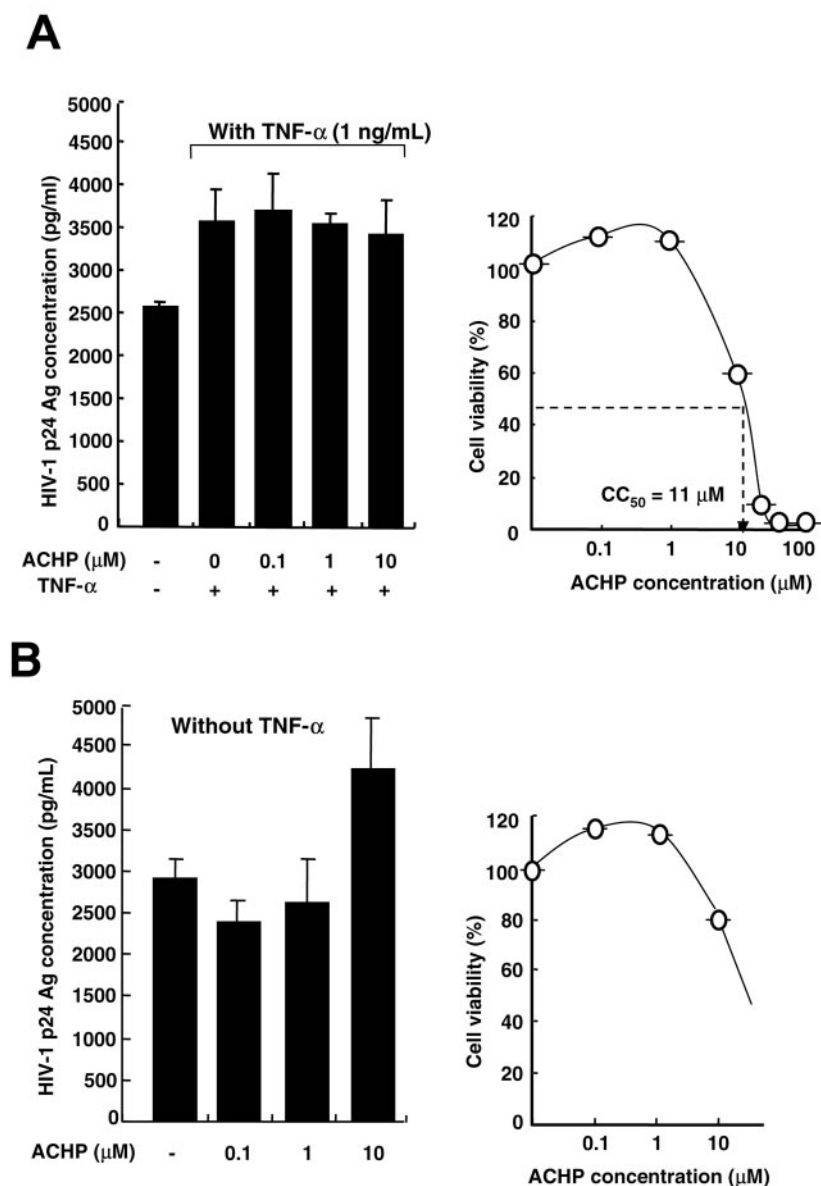 A
5000
4500
4000
3500
3000
2500
2000
1500
1000
500
0
HIV-1 p24 Ag concentration (pg/ml)
With TNF-α (1 ng/mL)
ACHP (μM) - 0 0.1 1 10
TNF-α - + + + +
120
100
80
60
40
20
0
Cell viability (%)
CC50 = 11 μM
0.1 1 10 100
ACHP concentration (μM)
B
5000
4500
4000
3500
3000
2500
2000
1500
1000
500
0
HIV-1 p24 Ag concentration (pg/mL)
Without TNF-α
ACHP (μM) - 0.1 1 10
120
100
80
60
40
20
0
Cell viability (%)
0.1 1 10
ACHP concentration (μM)